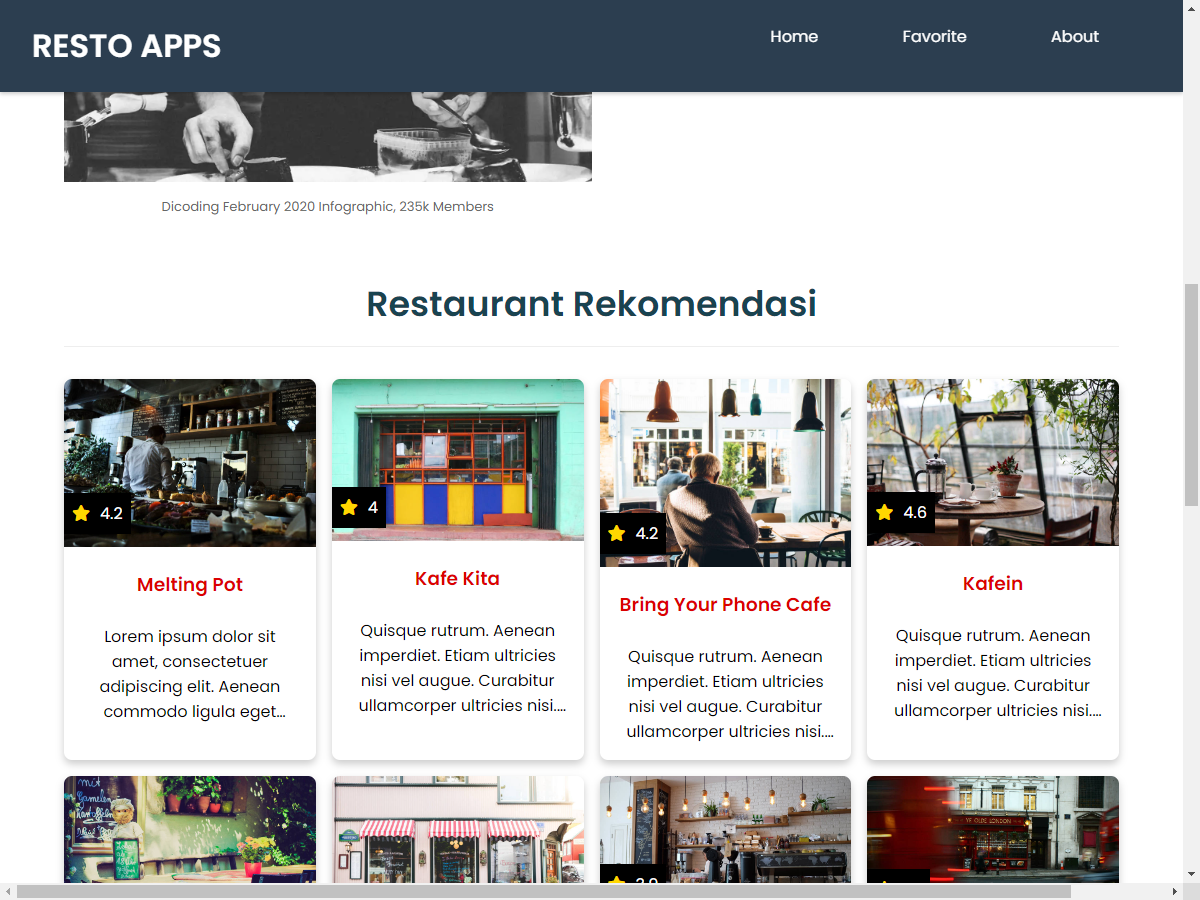 RESTO APPS
Home
Favorite
About
Dicoding February 2020 Infographic, 235k Members
Restaurant Rekomendasi
4.2
4
4.2
4.6
Melting Pot
Kafe Kita
Bring Your Phone Cafe
Kafein
Lorem ipsum dolor sit
amet, consectetuer
adipiscing elit. Aenean
commodo ligula eget...
Quisque rutrum. Aenean
imperdiet. Etiam ultricies
nisi vel augue. Curabitur
ullamcorper ultricies nisi....
Quisque rutrum. Aenean
imperdiet. Etiam ultricies
nisi vel augue. Curabitur
ullamcorper ultricies nisi....
Quisque rutrum. Aenean
imperdiet. Etiam ultricies
nisi vel augue. Curabitur
ullamcorper ultricies nisi....
YE OLDE LONDON